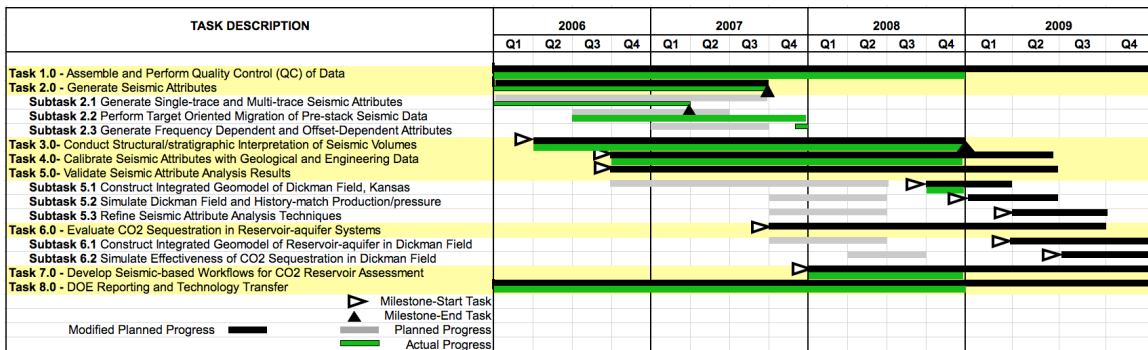 TASK DESCRIPTION 2006 2007 2008 2009
Q1 Q2 Q3 Q4 Q1 Q2 Q3 Q4 Q1 Q2 Q3 Q4 Q1 Q2 Q3 Q4
Task 1.0 - Assemble and Perform Quality Control (QC) of Data
Task 2.0 - Generate Seismic Attributes
Subtask 2.1 Generate Single-trace and Multi-trace Seismic Attributes
Subtask 2.2 Perform Target Oriented Migration of Pre-stack Seismic Data
Subtask 2.3 Generate Frequency Dependent and Offset-Dependent Attributes
Task 3.0- Conduct Structural/stratigraphic Interpretation of Seismic Volumes
Task 4.0- Calibrate Seismic Attributes with Geological and Engineering Data
Task 5.0- Validate Seismic Attribute Analysis Results
Subtask 5.1 Construct Integrated Geomodel of Dickman Field, Kansas
Subtask 5.2 Simulate Dickman Field and History-match Production/pressure
Subtask 5.3 Refine Seismic Attribute Analysis Techniques
Task 6.0 - Evaluate CO2 Sequestration in Reservoir-aquifer Systems
Subtask 6.1 Construct Integrated Geomodel of Reservoir-aquifer in Dickman Field
Subtask 6.2 Simulate Effectiveness of CO2 Sequestration in Dickman Field
Task 7.0 - Develop Seismic-based Workflows for CO2 Reservoir Assessment
Task 8.0 - DOE Reporting and Technology Transfer
Milestone-Start Task
Milestone-End Task
Modified Planned Progress Planned Progress
Actual Progress